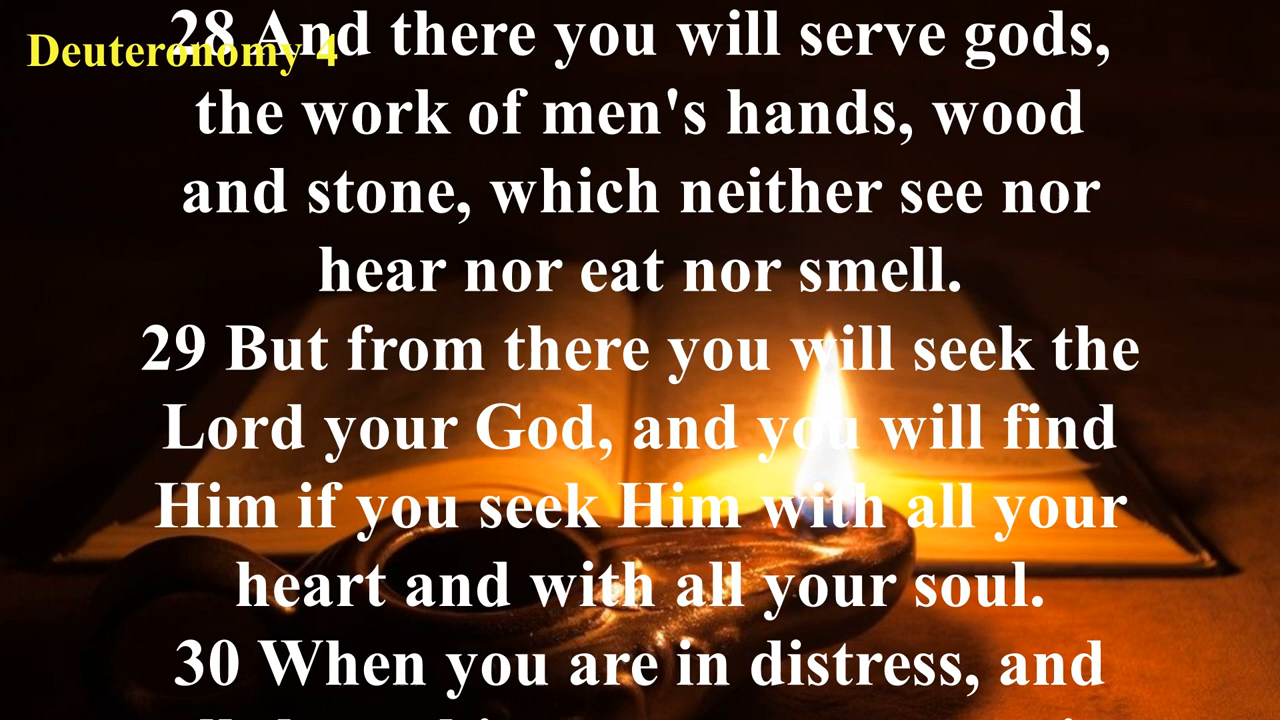 Deuteronomy 4
28 And there you will serve gods,
the work of men's hands, wood
and stone, which neither see nor
hear nor eat nor smell.
29 But from there you will seek the
Lord your God, and you will find
Him if you seek Him with all your
heart and with all your soul.
30 When you are in distress, and